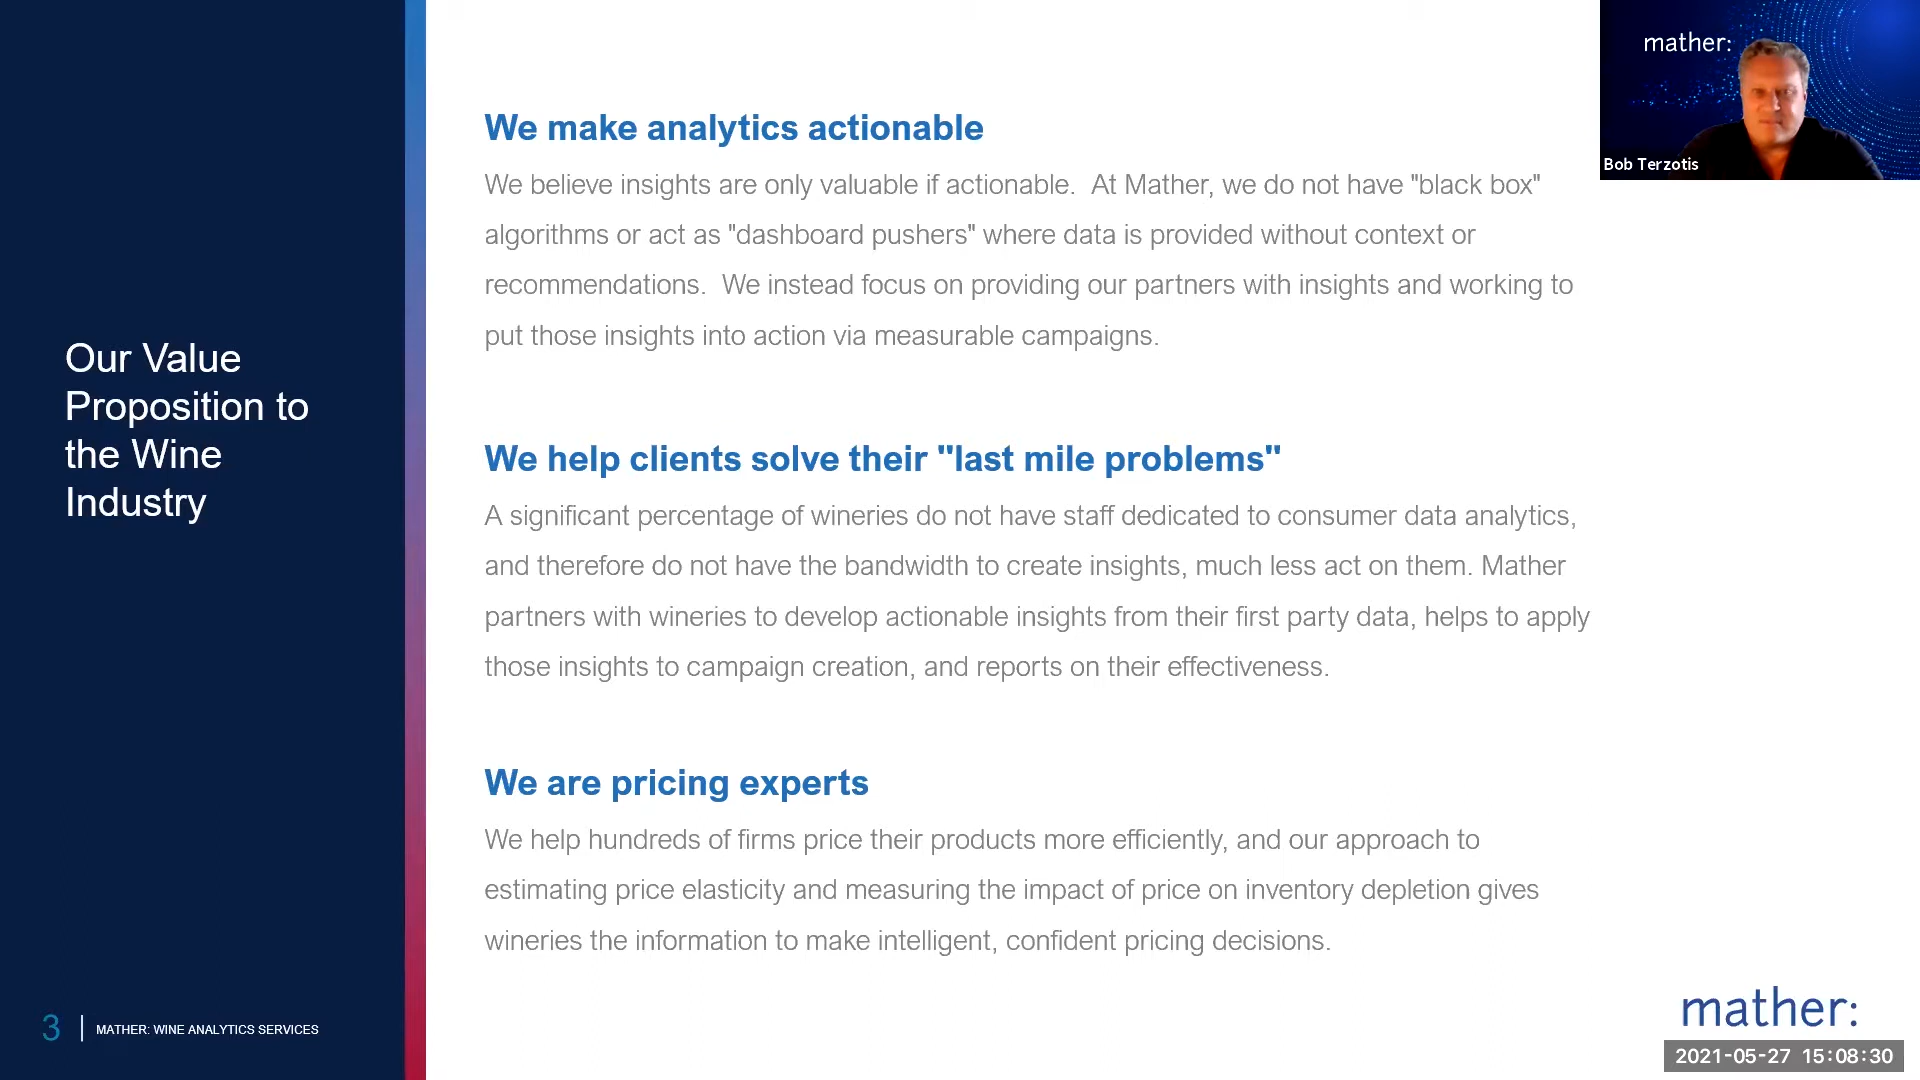 Our Value
Proposition to
the Wine
Industry
3
MATHER: WINE ANALYTICS SERVICES
We make analytics actionable
We believe insights are only valuable if actionable.  At Mather, we do not have "black box"
algorithms or act as "dashboard pushers" where data is provided without context or
recommendations.  We instead focus on providing our partners with insights and working to
put those insights into action via measurable campaigns.
We help clients solve their "last mile problems"
A significant percentage of wineries do not have staff dedicated to consumer data analytics,
and therefore do not have the bandwidth to create insights, much less act on them. Mather
partners with wineries to develop actionable insights from their first party data, helps to apply
those insights to campaign creation, and reports on their effectiveness.
We are pricing experts
We help hundreds of firms price their products more efficiently, and our approach to
estimating price elasticity and measuring the impact of price on inventory depletion gives
wineries the information to make intelligent, confident pricing decisions.
mather:
Bob Terzotis
mather:
2021-05-27 15:08:30